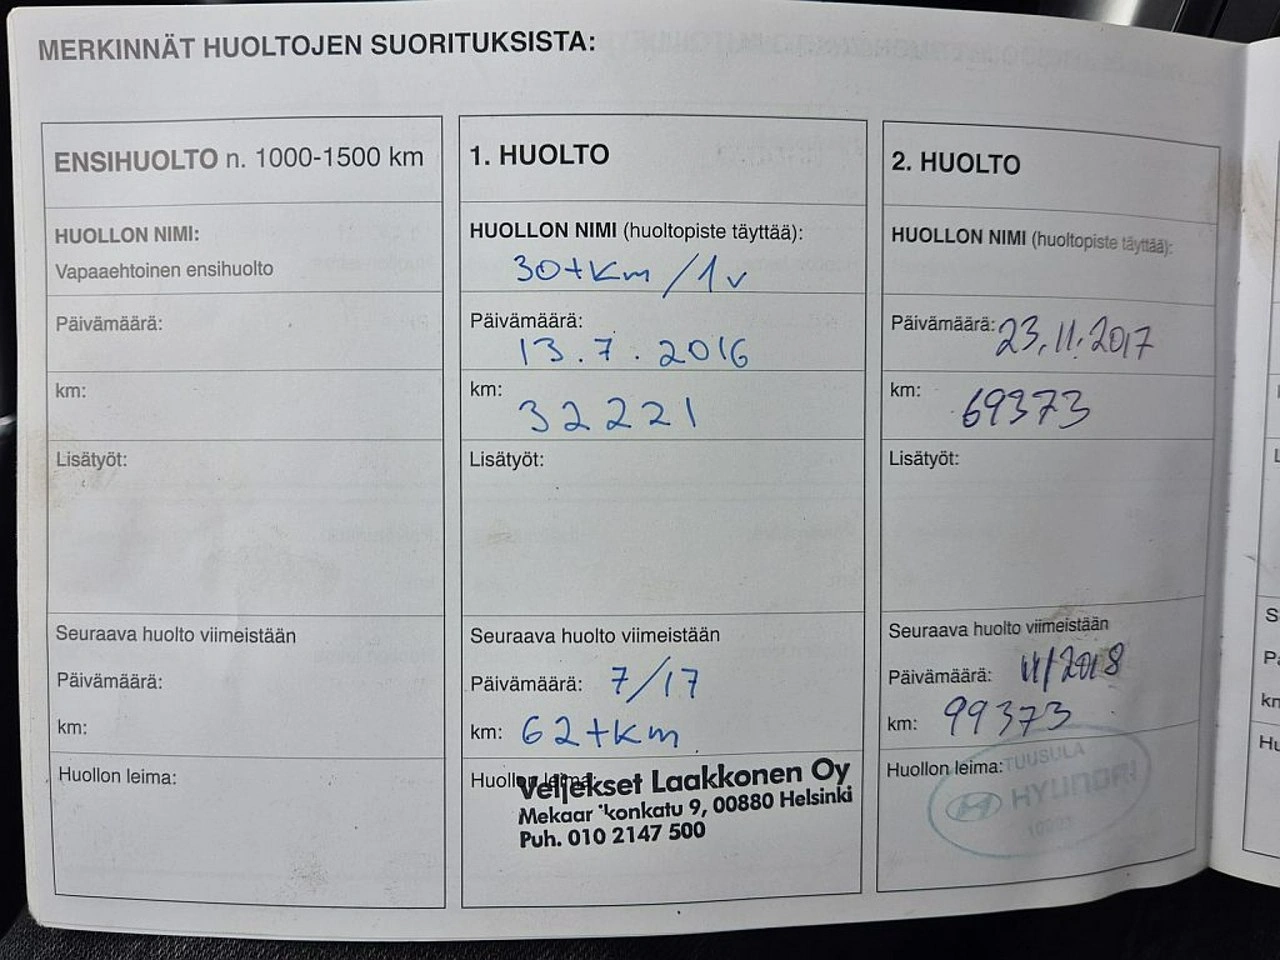 MERKINNÄT HUOLTOJEN SUORITUKSISTA:
ENSIHUOLTO n. 1000-1500 km
HUOLLON NIMI:
Vapaaehtoinen ensihuolto
Päivämäärä:
km:
Lisätyöt:
Seuraava huolto viimeistään
Päivämäärä:
km:
Huollon leima:
1. HUOLTO
HUOLLON NIMI (huoltopiste täyttää):
30tkm/1v
Päivämäärä:
13.7.2016
km:
32221
Lisätyöt:
Seuraava huolto viimeistään
Päivämäärä: 7/17
km: 62tkm
Huollon leima:
Veljekset Laakkonen Oy
konkatu 9, 00880 Helsinki
Puh. 010 2147 500
2. HUOLTO
HUOLLON NIMI (huoltopiste täyttää):
Päivämäärä: 23.11.2017
km: 69373
Lisätyöt:
Seuraava huolto viimeistään
Päivämäärä: 11/2018
km: 99373
Huollon leima:
TUUSULA
HYUNDAI